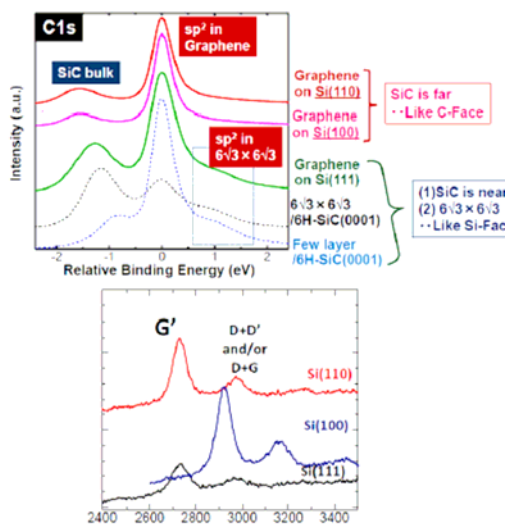 C1s
sp² in
Graphene
SiC bulk
sp² in
6√3 × 6√3
Intensity (a.u.)
-2
-1
0
1
2
Relative Binding Energy (eV)
Graphene
on Si(110)
Graphene
on Si(100)
Graphene
on Si(111)
6√3 × 6√3
/6H-SiC(0001)
Few layer
/6H-SiC(0001)
SiC is far
··Like C-Face
(1)SiC is near
(2) 6√3 × 6√3
··Like Si-Face
G’
D+D’
and/or
D+G
Si(110)
Si(100)
Si(111)
2400
2600
2800
3000
3200
3400